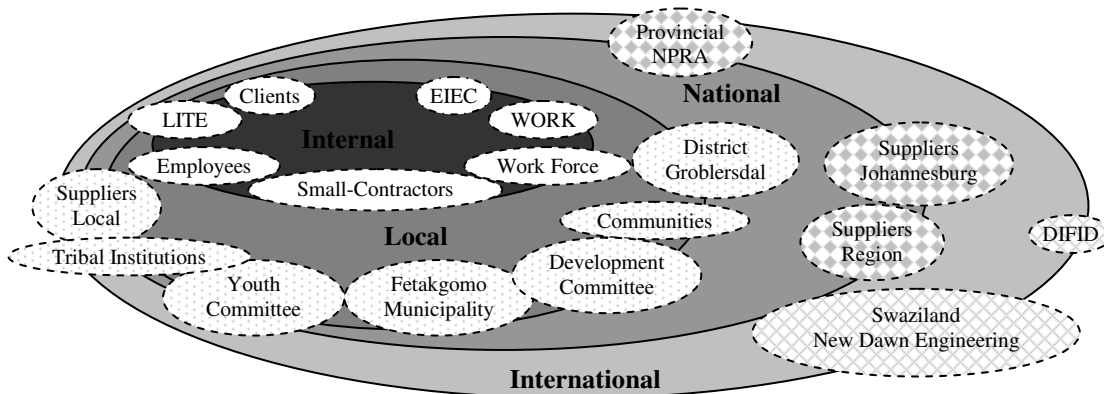 Provincial
NPRA
National
Clients
EIEC
LITE
WORK
Internal
District
Groblersdal
Suppliers
Johannesburg
Employees
Work Force
Small-Contractors
Suppliers
Local
Communities
Suppliers
Region
DIFID
Local
Tribal Institutions
Youth
Committee
Fetakgomo
Municipality
Development
Committee
Swaziland
New Dawn Engineering
International